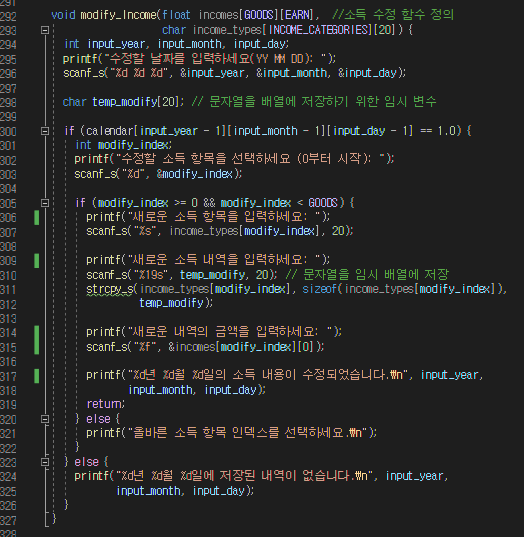 291
292 void modify_Income(float incomes[GOODS][EARN], //소득 수정 함수 정의
293 char income_types[INCOME_CATEGORIES][20]) {
294 int input_year, input_month, input_day;
295 printf("수정할 날짜를 입력하세요(YY MM DD): ");
296 scanf_s("%d %d %d", &input_year, &input_month, &input_day);
297
298 char temp_modify[20]; // 문자열을 배열에 저장하기 위한 임시 변수
299
300 if (calendar[input_year - 1][input_month - 1][input_day - 1] == 1.0) {
301 int modify_index;
302 printf("수정할 소득 항목을 선택하세요 (0부터 시작): ");
303 scanf_s("%d", &modify_index);
304
305 if (modify_index >= 0 && modify_index < GOODS) {
306 printf("새로운 소득 항목을 입력하세요: ");
307 scanf_s("%s", income_types[modify_index], 20);
308
309 printf("새로운 소득 내역을 입력하세요: ");
310 scanf_s("%19s", temp_modify, 20); // 문자열을 임시 배열에 저장
311 strcpy_s(income_types[modify_index], sizeof(income_types[modify_index]),
312 temp_modify);
313
314 printf("새로운 내역의 금액을 입력하세요: ");
315 scanf_s("%f", &incomes[modify_index][0]);
316
317 printf("%d년 %d월 %d일의 소득 내용이 수정되었습니다.₩n", input_year,
318 input_month, input_day);
319 return;
320 } else {
321 printf("올바른 소득 항목 인덱스를 선택하세요.₩n");
322 }
323 } else {
324 printf("%d년 %d월 %d일에 저장된 내역이 없습니다.₩n", input_year,
325 input_month, input_day);
326 }
327 }
328